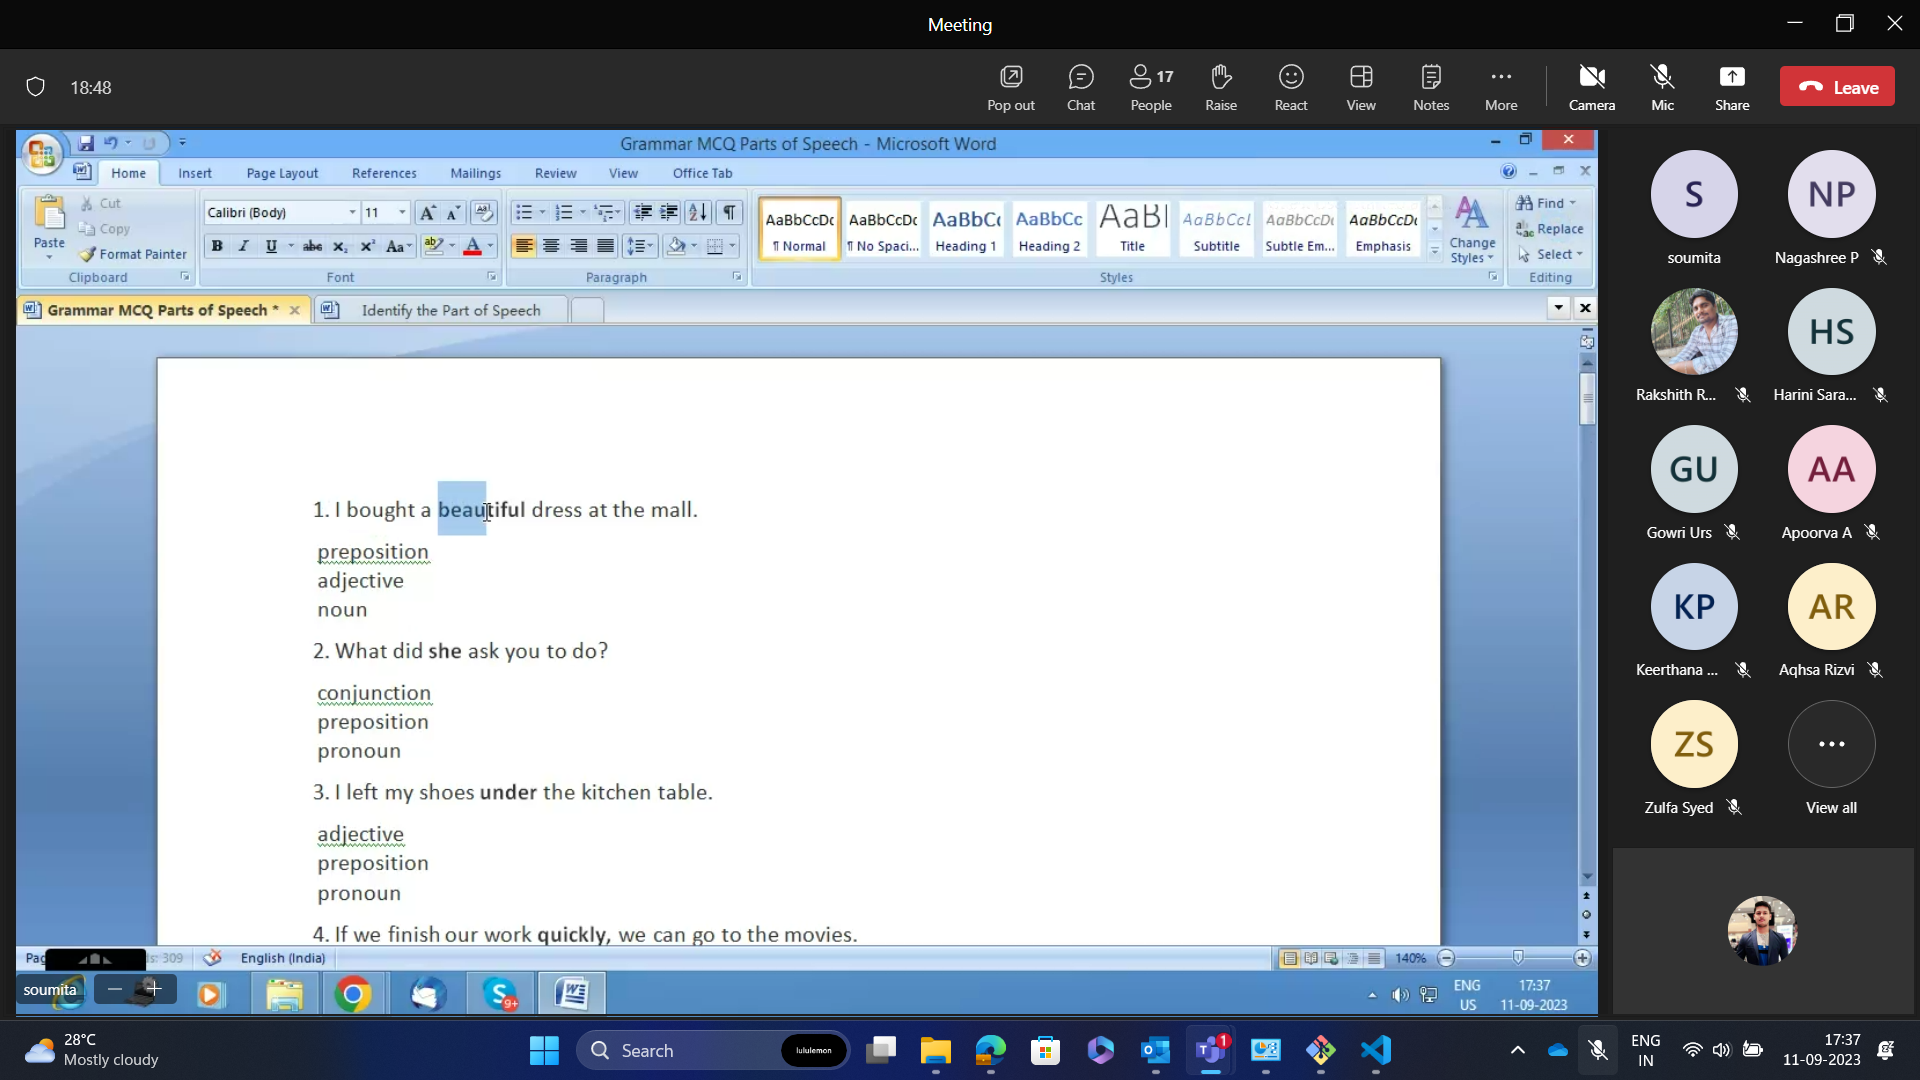 Meeting
18:48
Pop out
Chat
17
People
Raise
React
View
Notes
More
Camera
Mic
Share
Leave
Grammar MCQ Parts of Speech - Microsoft Word
Home Insert Page Layout References Mailings Review View Office Tab
Paste
Cut
Copy
Format Painter
Clipboard
Calibri (Body) 11
Font
Paragraph
AaBbCcDc AaBbCcDc AaBbC AaBbCc AaB AaBbCcL AaBbCcDc AaBbCcDc
¶ Normal ¶ No Spaci... Heading 1 Heading 2 Title Subtitle Subtle Em... Emphasis
Change Styles
Styles
Find
Replace
Select
Editing
Grammar MCQ Parts of Speech *
Identify the Part of Speech
1. I bought a beautiful dress at the mall.
preposition
adjective
noun
2. What did she ask you to do?
conjunction
preposition
pronoun
3. I left my shoes under the kitchen table.
adjective
preposition
pronoun
4. If we finish our work quickly, we can go to the movies.
309
English (India)
140%
soumita
ENG
US
17:37
11-09-2023
S
soumita
NP
Nagashree P
Rakshith R...
HS
Harini Sara...
GU
Gowri Urs
AA
Apoorva A
KP
Keerthana ...
AR
Aqhsa Rizvi
ZS
Zulfa Syed
View all
28°C
Mostly cloudy
Search
lululemon
1
ENG
IN
17:37
11-09-2023